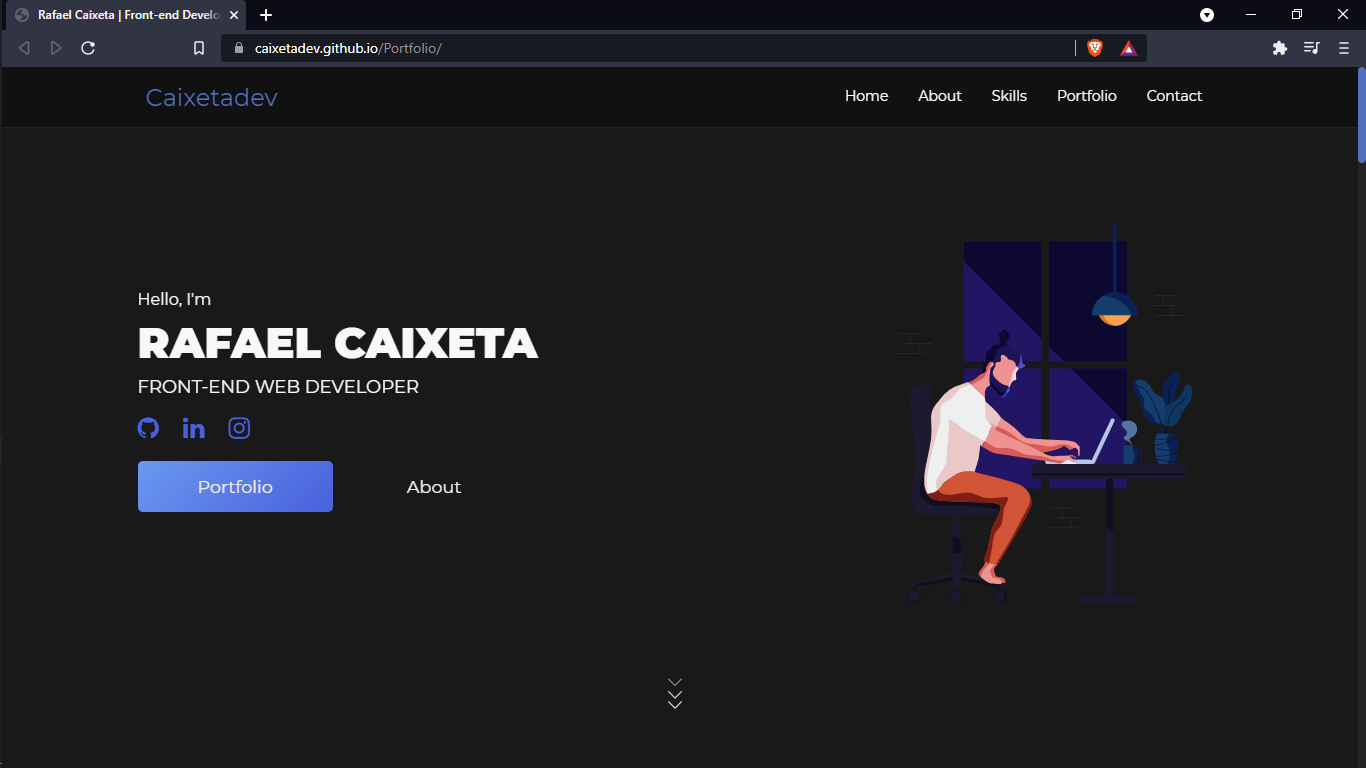 Rafael Caixeta | Front-end Develo
caixetadev.github.io/Portfolio/
Caixetadev
Home About Skills Portfolio Contact
Hello, I'm
RAFAEL CAIXETA
FRONT-END WEB DEVELOPER
in
Portfolio About